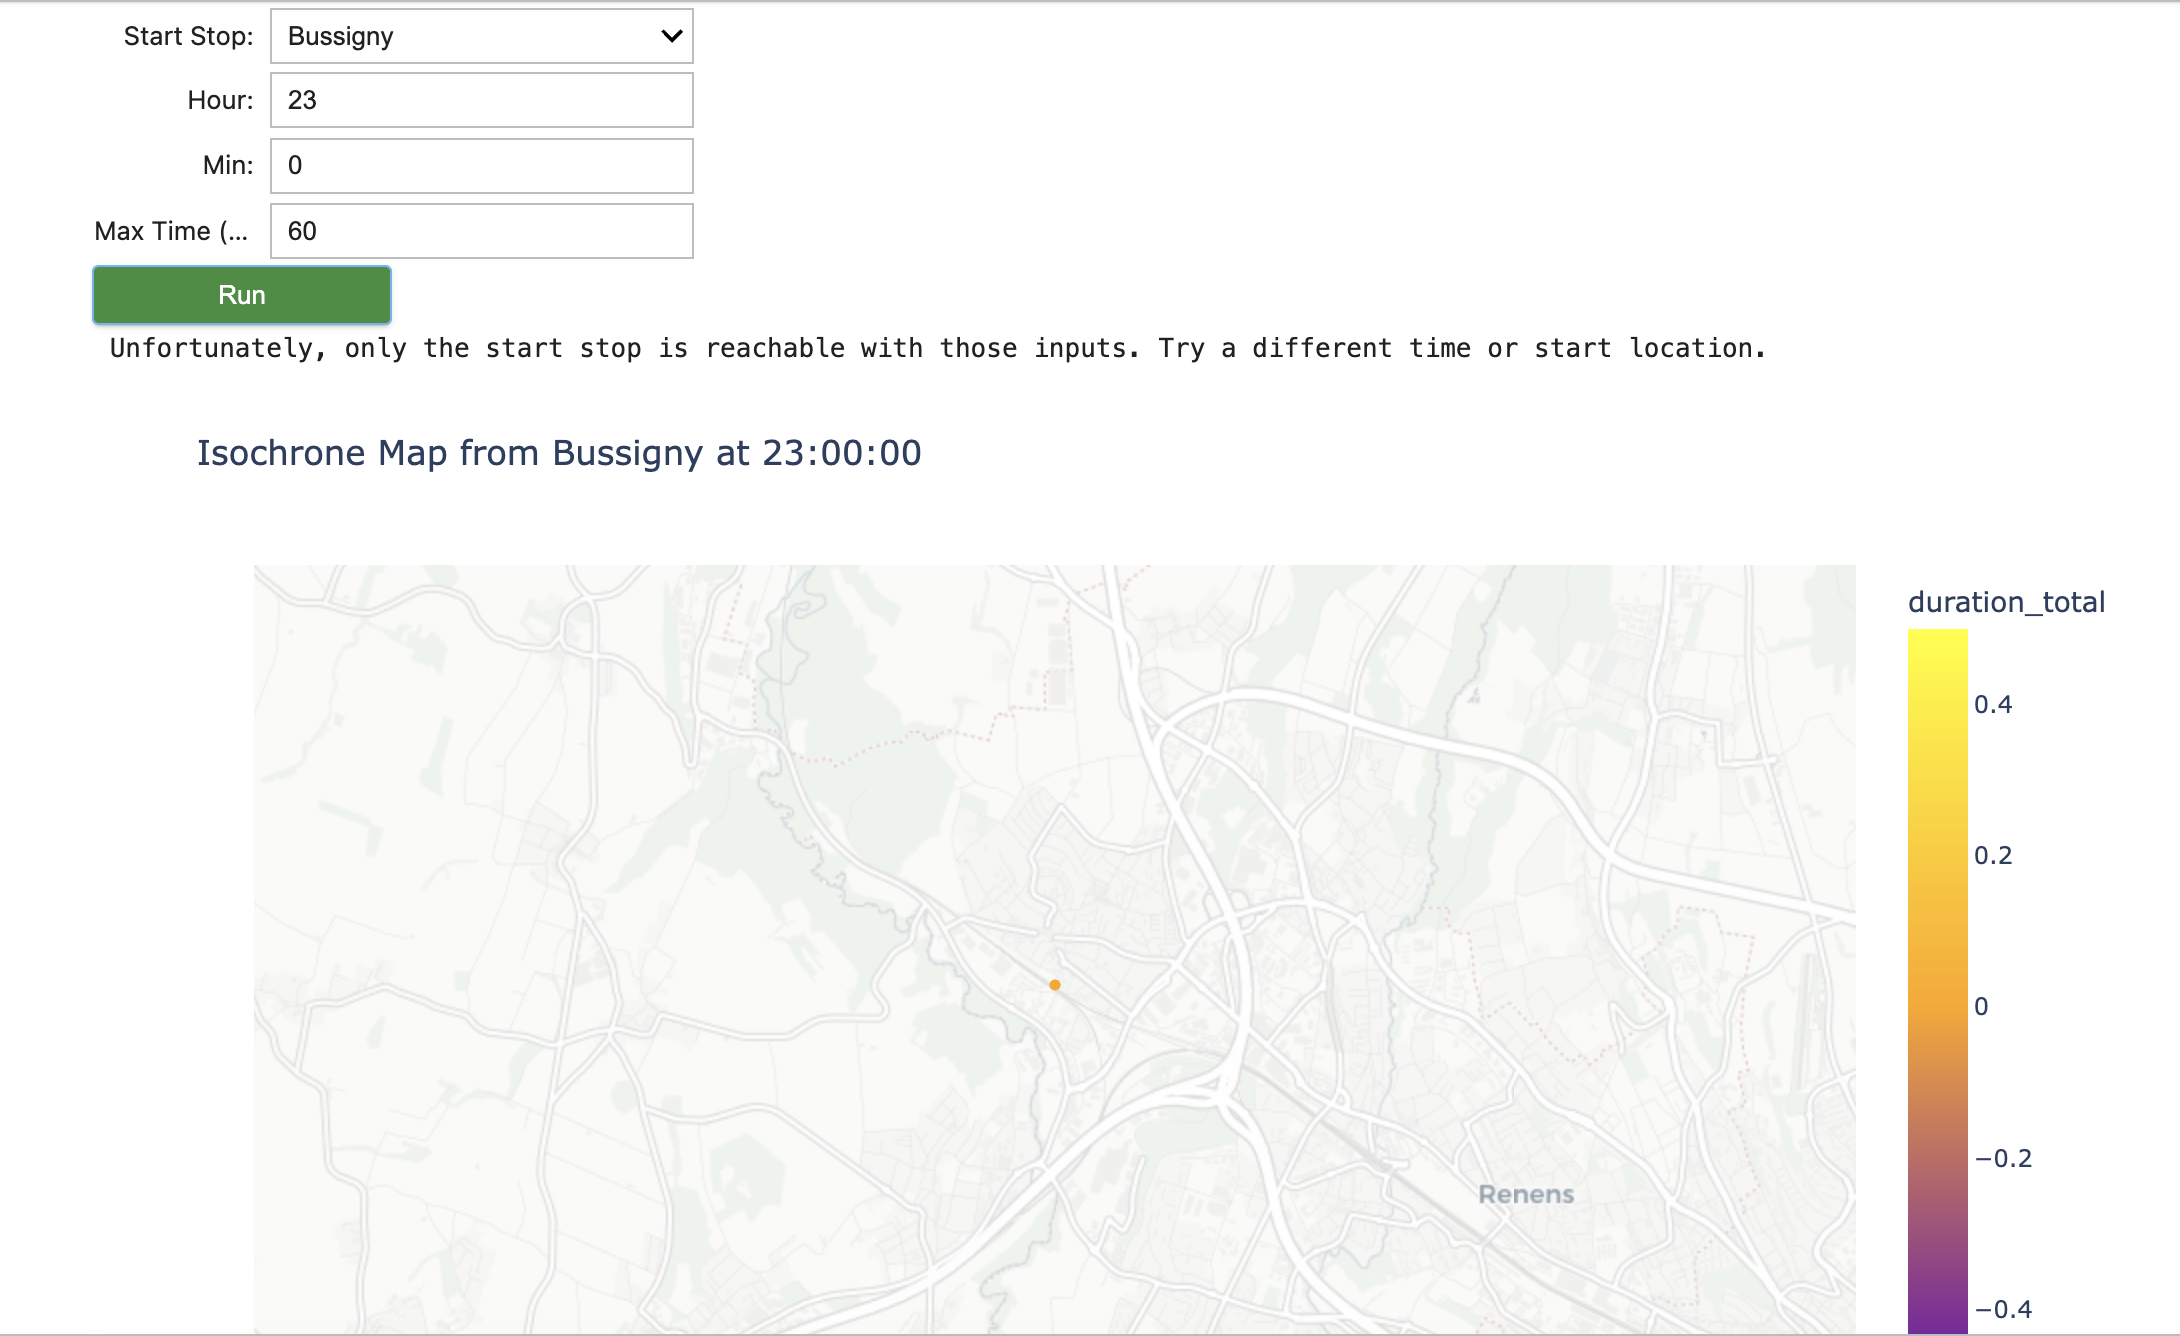 Start Stop: Bussigny
Hour: 23
Min: 0
Max Time (... 60
Run
Unfortunately, only the start stop is reachable with those inputs. Try a different time or start location.
Isochrone Map from Bussigny at 23:00:00
duration_total
0.4
0.2
0
−0.2
Renens
−0.4